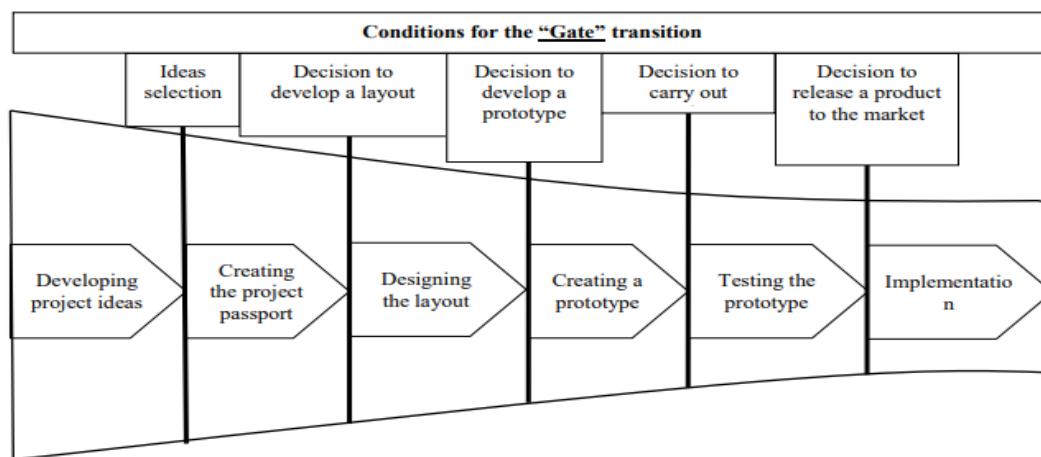 Conditions for the “Gate” transition
Ideas
selection
Decision to
develop a layout
Decision to
develop a
prototype
Decision to
carry out
Decision to
release a product
to the market
Developing
project ideas
Creating
the project
passport
Designing
the layout
Creating a
prototype
Testing the
prototype
Implementatio
n